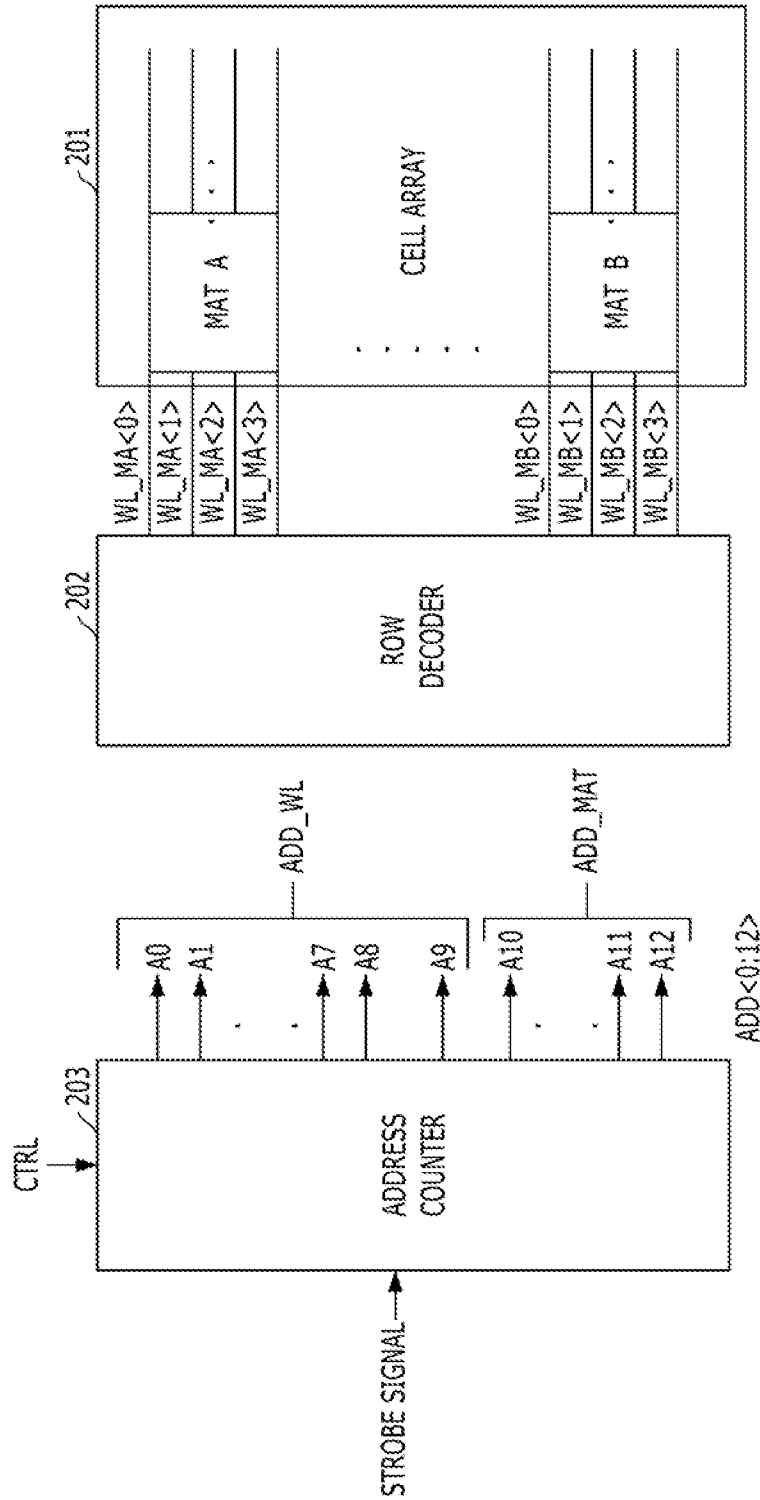 STROBE SIGNAL
CTRL
203
ADDRESS
COUNTER
A0
A1
A7
A8
A9
A10
A11
A12
ADD_WL
ADD_MAT
ADD<0:12>
202
ROW
DECODER
WL_MA<0>
WL_MA<1>
WL_MA<2>
WL_MA<3>
WL_MB<0>
WL_MB<1>
WL_MB<2>
WL_MB<3>
201
MAT A
CELL ARRAY
MAT B